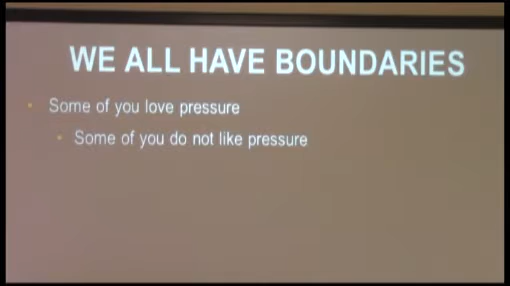 WE ALL HAVE BOUNDARIES
Some of you love pressure
Some of you do not like pressure